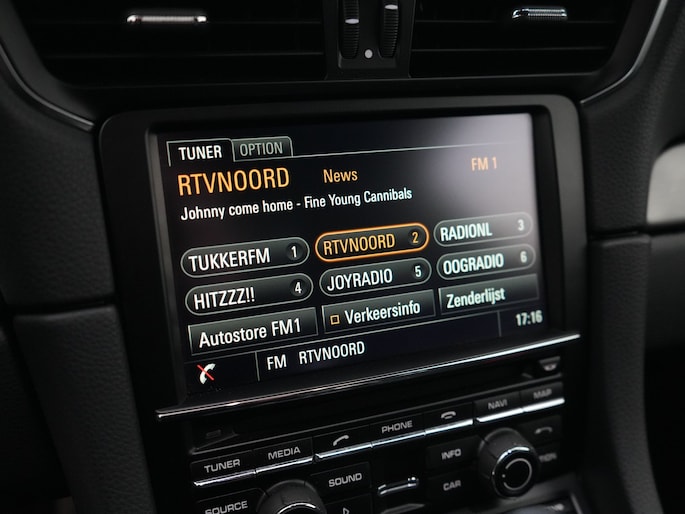 TUNER OPTION
RTVNOORD News FM 1
Johnny come home - Fine Young Cannibals
TUKKERFM 1 RTVNOORD 2 RADIONL 3
HITZZZ!! 4 JOYRADIO 5 OOGRADIO 6
Autostore FM1 Verkeersinfo Zenderlijst
FM RTVNOORD 17:16
TUNER MEDIA PHONE NAVI MAP
SOURCE SOUND CAR INFO